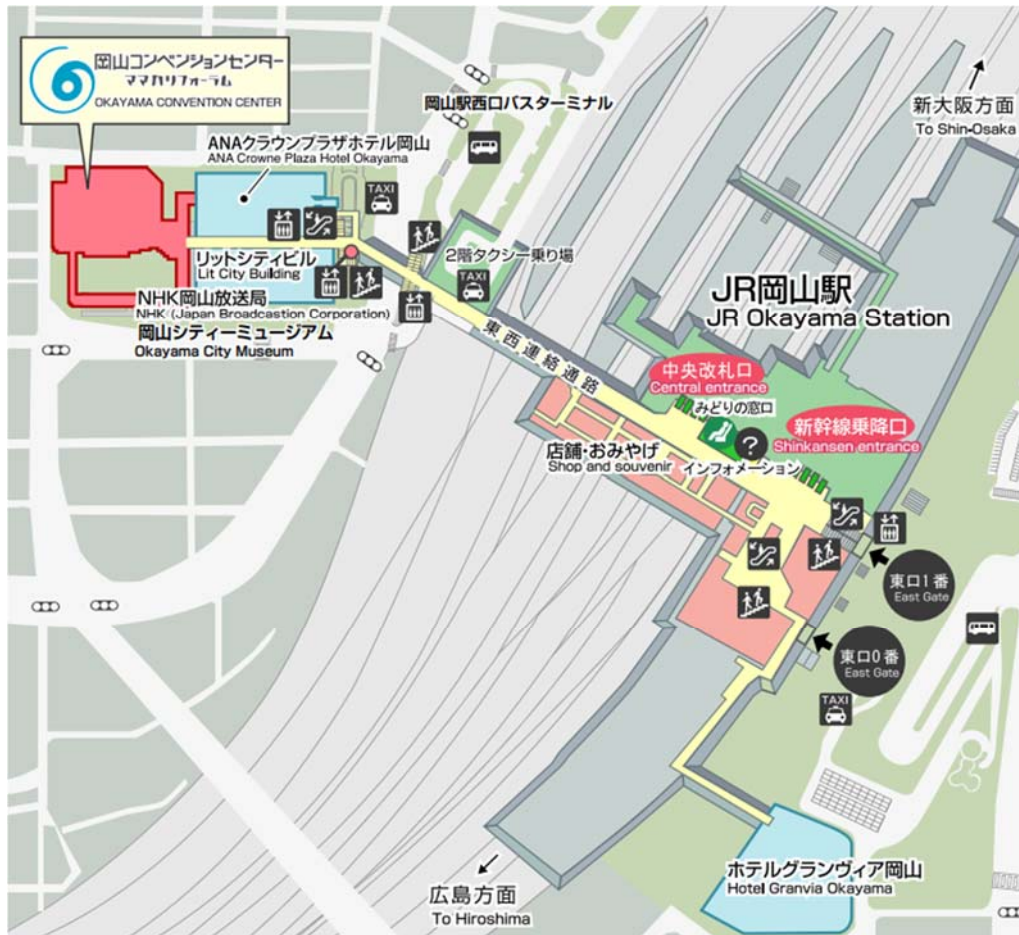 岡山コンベンションセンター
ママカリフォーラム
OKAYAMA CONVENTION CENTER
岡山駅西口バスターミナル
新大阪方面
To Shin-Osaka
ANAクラウンプラザホテル岡山
ANA Crowne Plaza Hotel Okayama
TAXI
2階タクシー乗り場
TAXI
リットシティビル
Lit City Building
NHK岡山放送局
NHK (Japan Broadcastion Corporation)
岡山シティーミュージアム
Okayama City Museum
JR岡山駅
JR Okayama Station
東西連絡通路
中央改札口
Central entrance
みどりの窓口
新幹線乗降口
Shinkansen entrance
店舗・おみやげ
Shop and souvenir
?
インフォメーション
東口1番
East Gate
東口0番
East Gate
TAXI
ホテルグランヴィア岡山
Hotel Granvia Okayama
広島方面
To Hiroshima